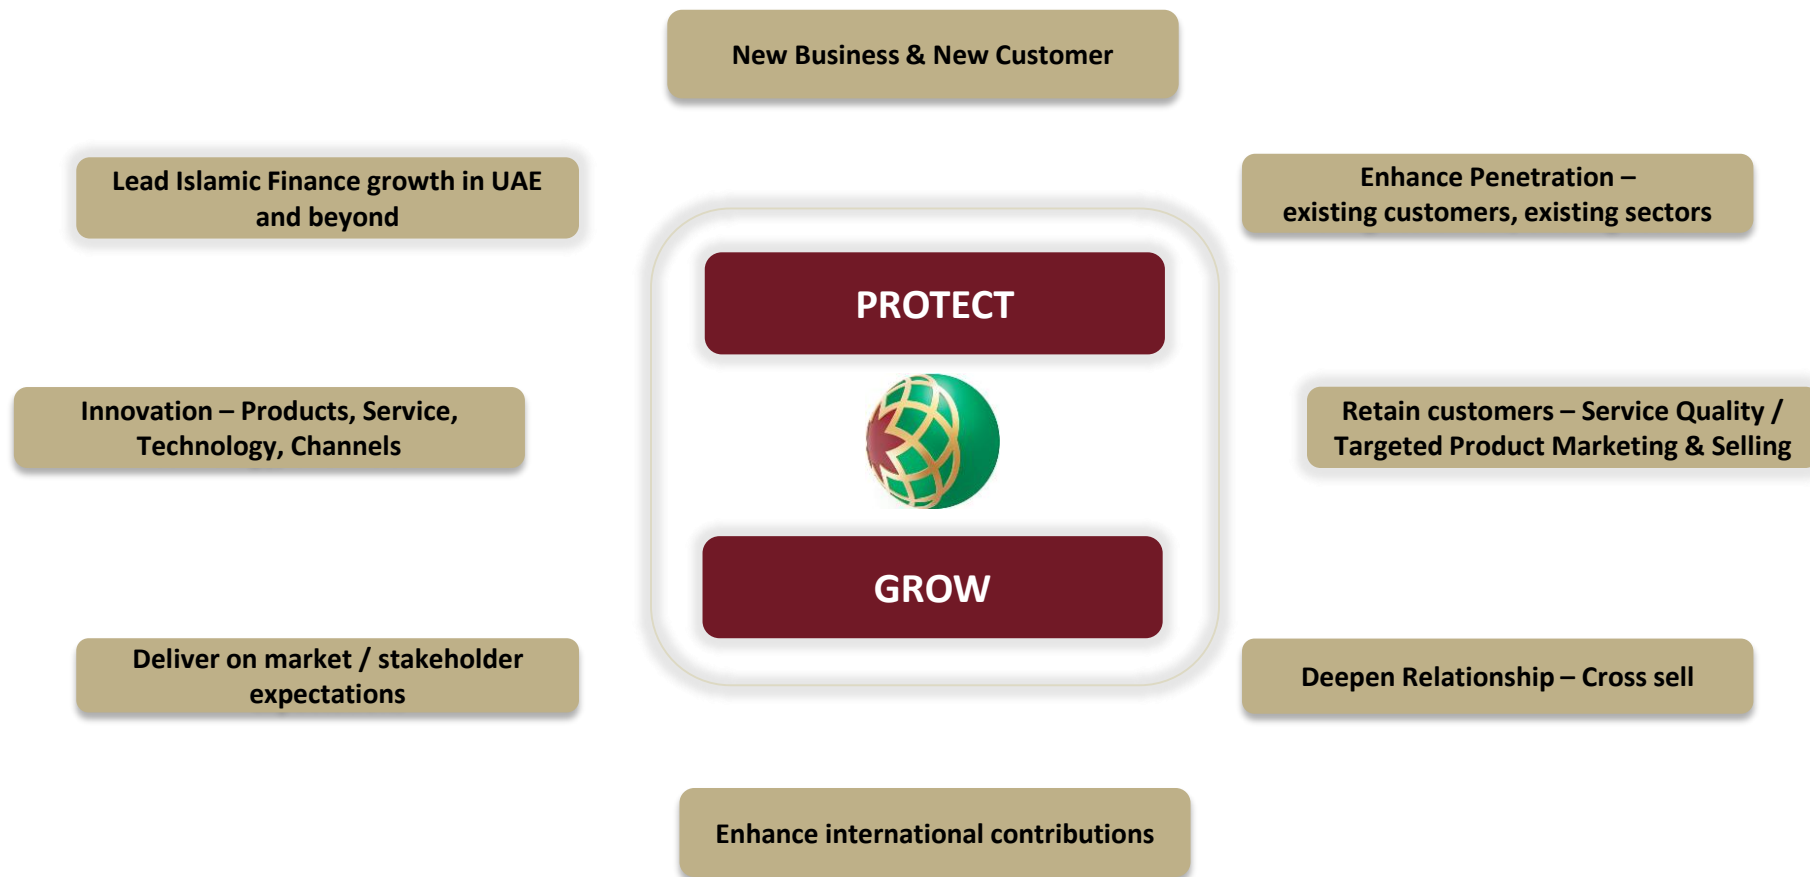 New Business & New Customer
Lead Islamic Finance growth in UAE
and beyond
Enhance Penetration –
existing customers, existing sectors
PROTECT
Innovation – Products, Service,
Technology, Channels
Retain customers – Service Quality /
Targeted Product Marketing & Selling
GROW
Deliver on market / stakeholder
expectations
Deepen Relationship – Cross sell
Enhance international contributions